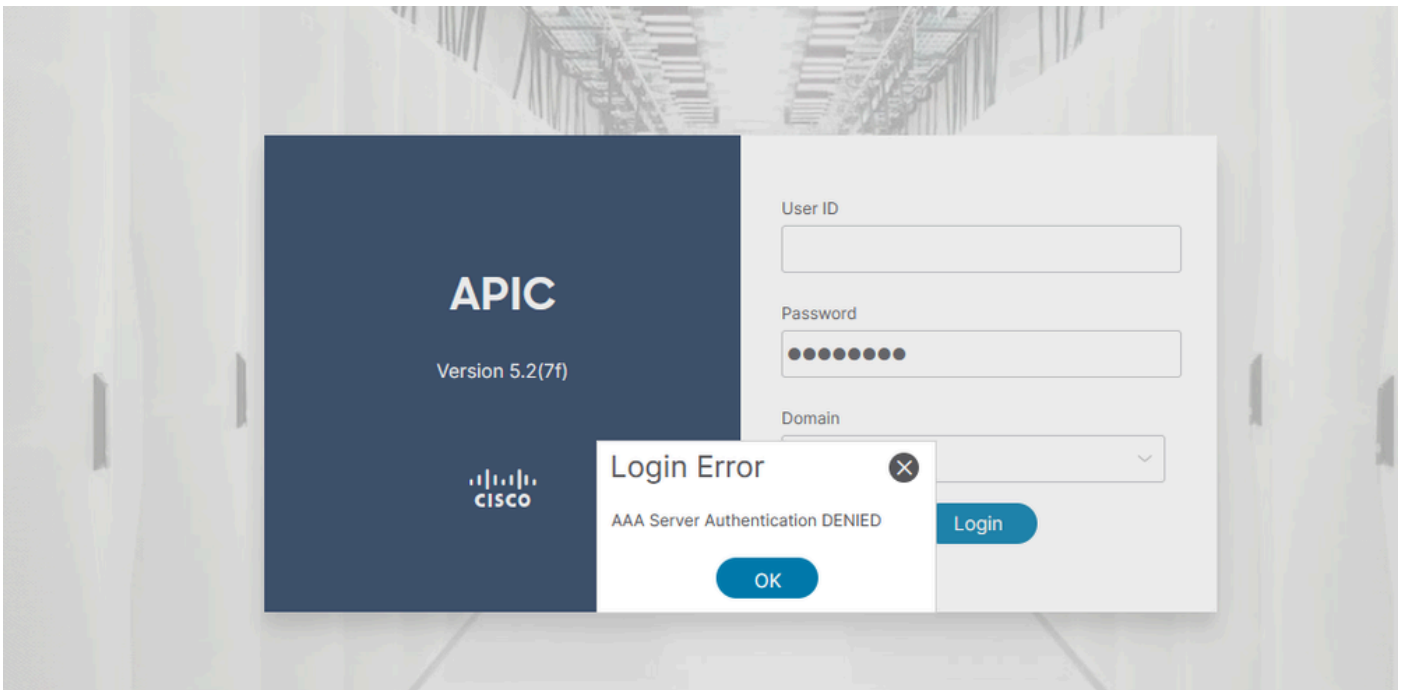 APIC
Version 5.2(7f)
CISCO
User ID
Password
●●●●●●●●
Domain
Login Error
AAA Server Authentication DENIED
OK
Login